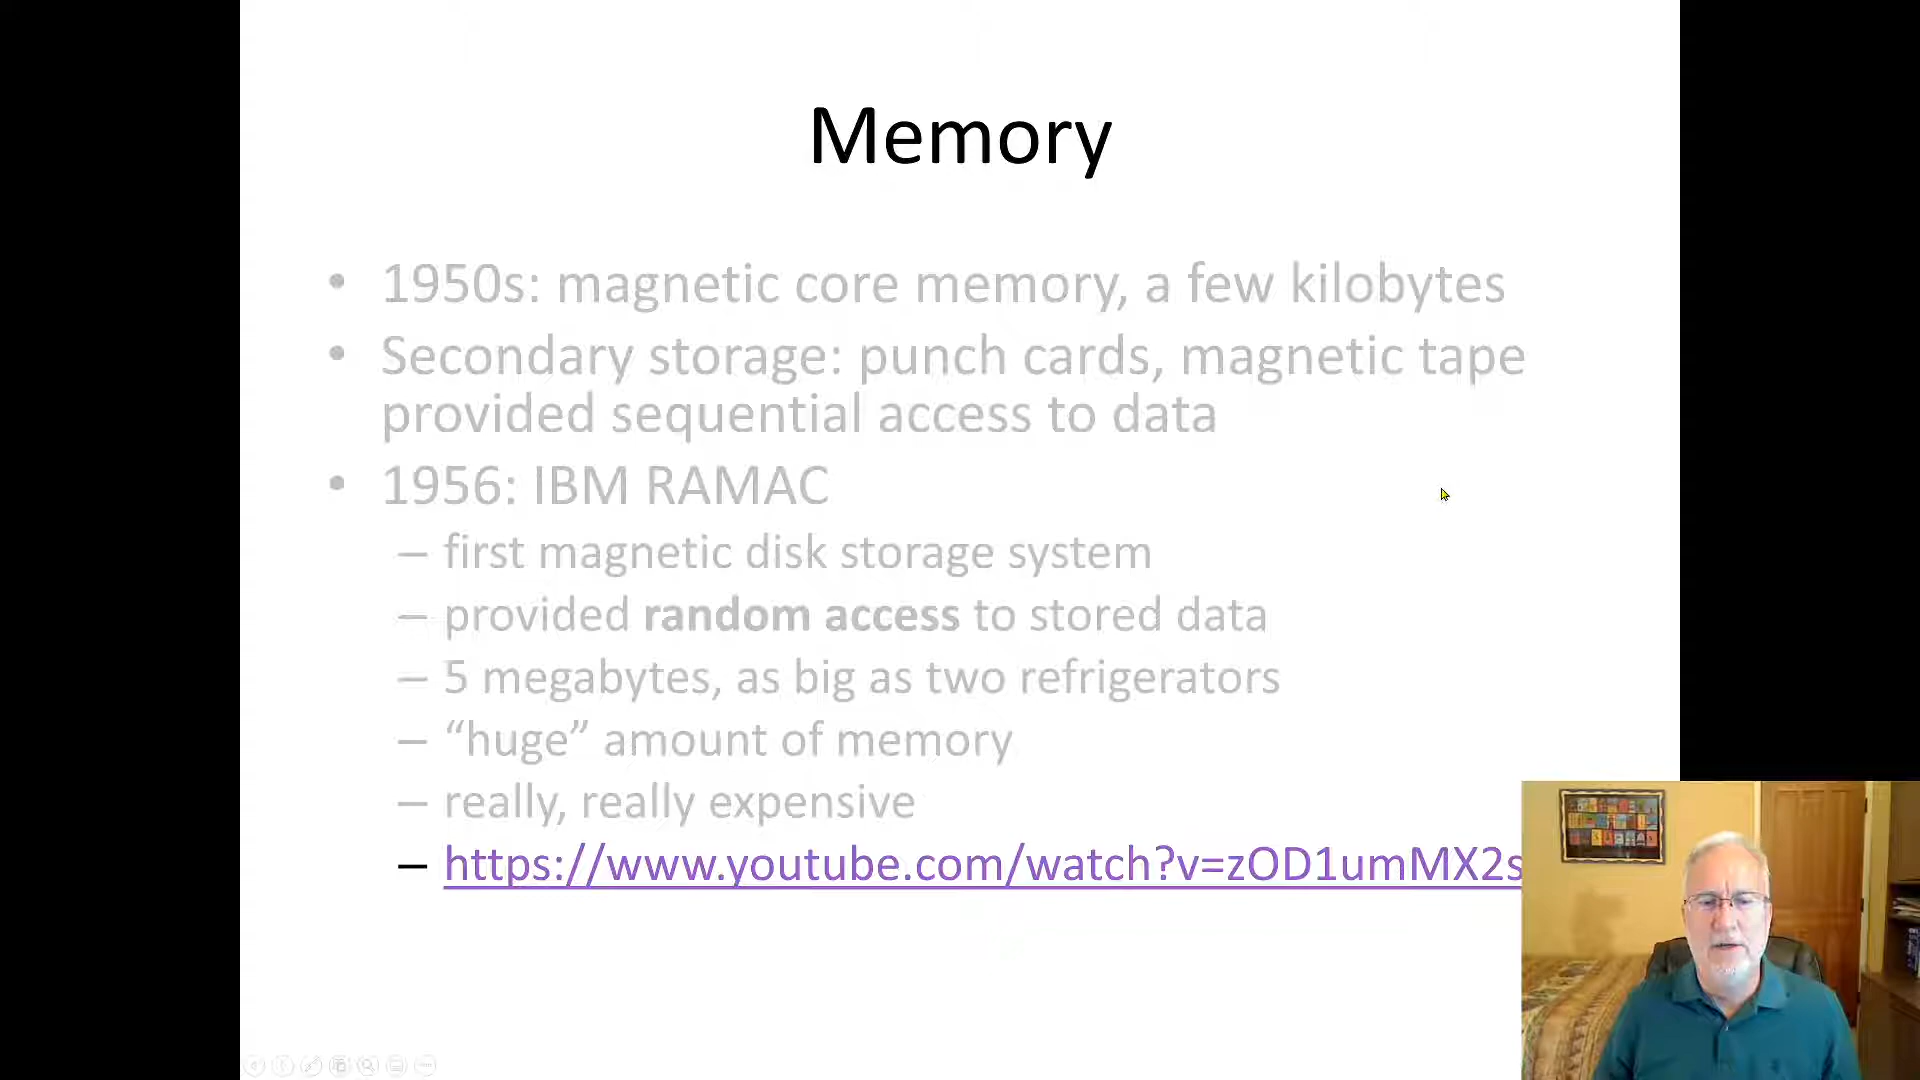 Memory
• 1950s: magnetic core memory, a few kilobytes
• Secondary storage: punch cards, magnetic tape
provided sequential access to data
• 1956: IBM RAMAC
– first magnetic disk storage system
– provided random access to stored data
– 5 megabytes, as big as two refrigerators
– “huge” amount of memory
– really, really expensive
– https://www.youtube.com/watch?v=zOD1umMX2s